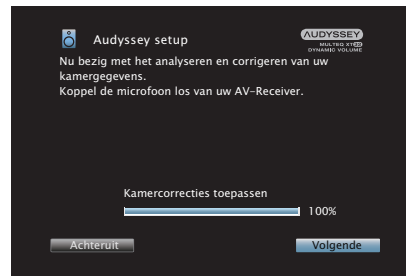 Audyssey setup
AUDYSSEY
MULTEQ XT32
DYNAMIC VOLUME
Nu bezig met het analyseren en corrigeren van uw
kamergegevens.
Koppel de microfoon los van uw AV-Receiver.
Kamercorrecties toepassen
100%
Achteruit
Volgende